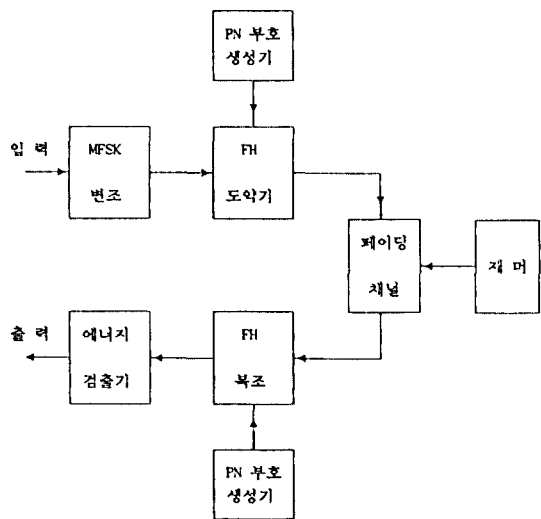 PN 부호
생성기
입 력
MFSK
변조
FH
도약기
페이딩
채널
재 머
출 력
에너지
검출기
FH
복조
PN 부호
생성기